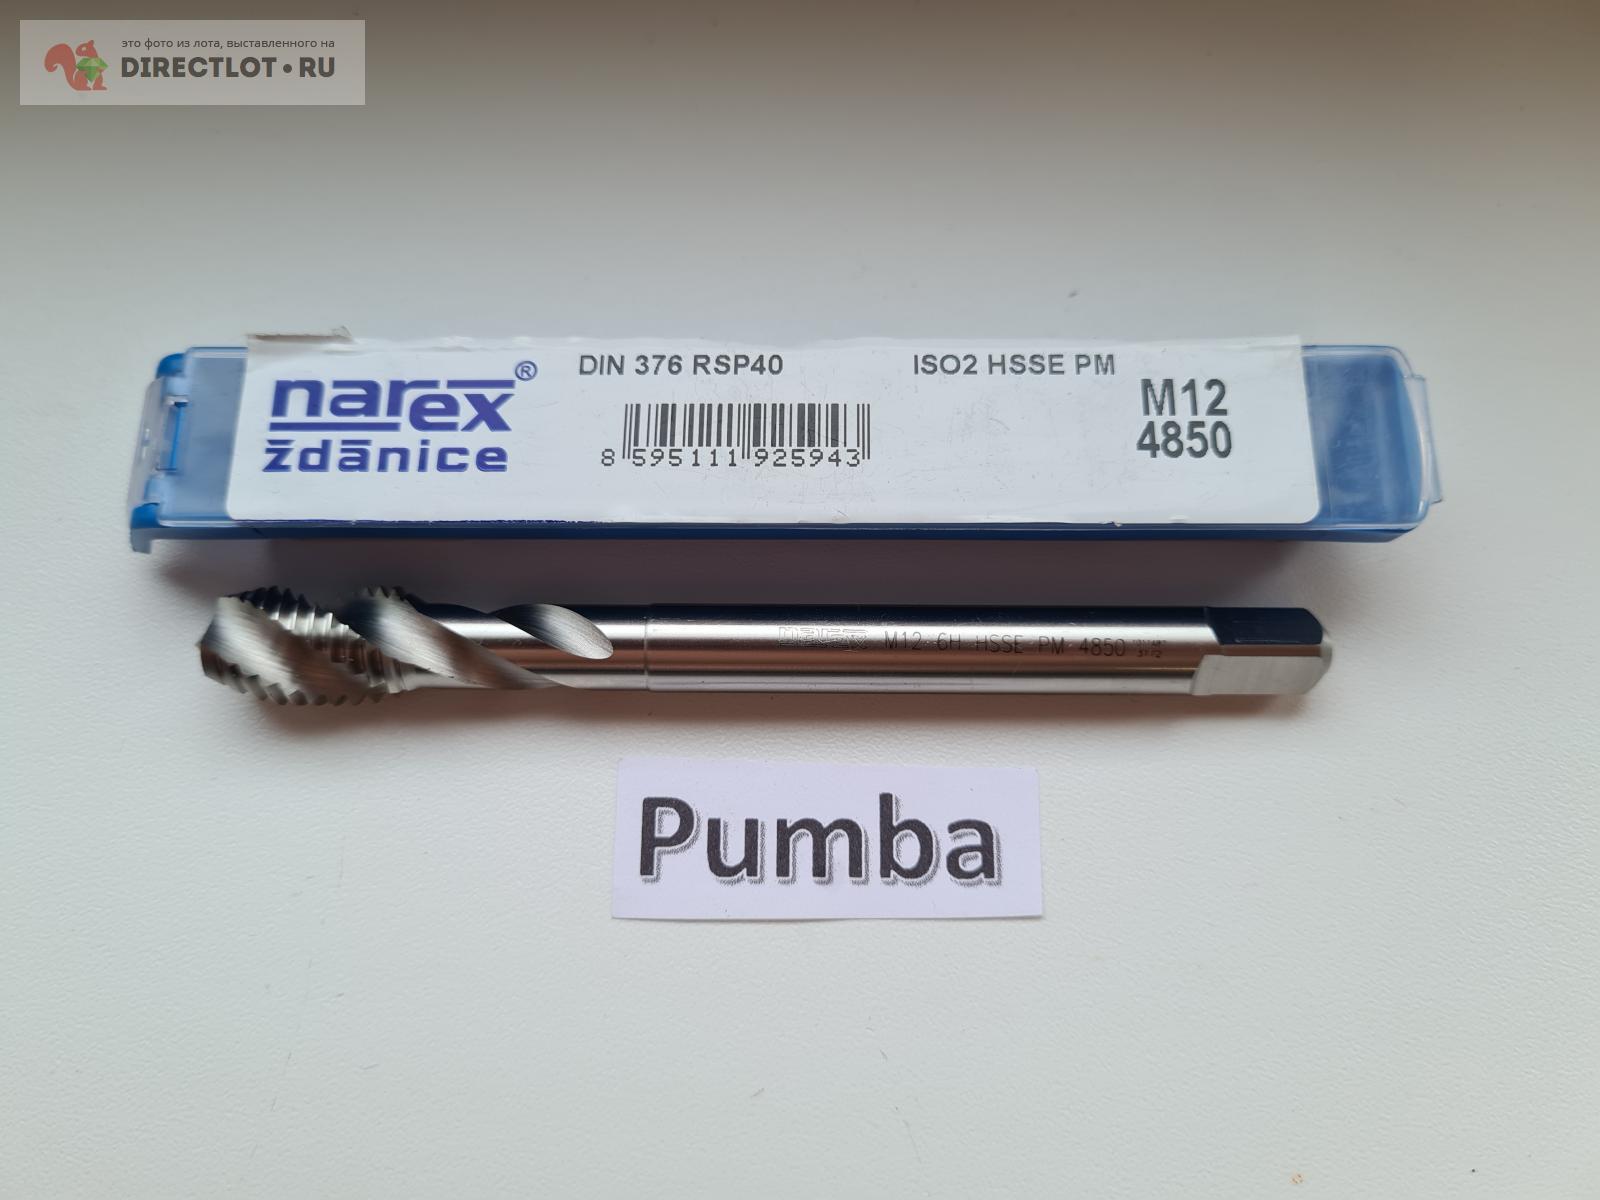 это фото из лота, выставленного на
DIRECTLOT•RU
narex®
ždánice
DIN 376 RSP40
ISO2 HSSE PM
M12
4850
8 595111 925943
narex M12 6H HSSE PM 4850
Pumba